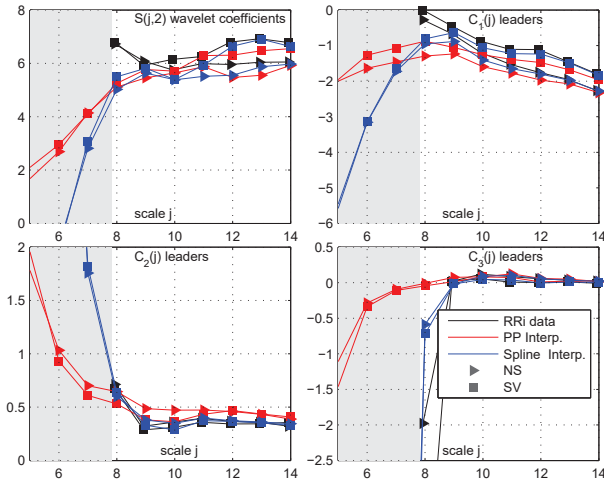 S(j,2) wavelet coefficients
8
6
4
2
0
scale j
6 8 10 12 14
C₁(j) leaders
0
−1
−2
−3
−4
−5
−6
scale j
6 8 10 12 14
C₂(j) leaders
2
1.5
1
0.5
0
scale j
6 8 10 12 14
C₃(j) leaders
0.5
0
−0.5
−1
−1.5
−2
−2.5
RRi data
PP Interp.
Spline Interp.
NS
SV
scale j
6 8 10 12 14